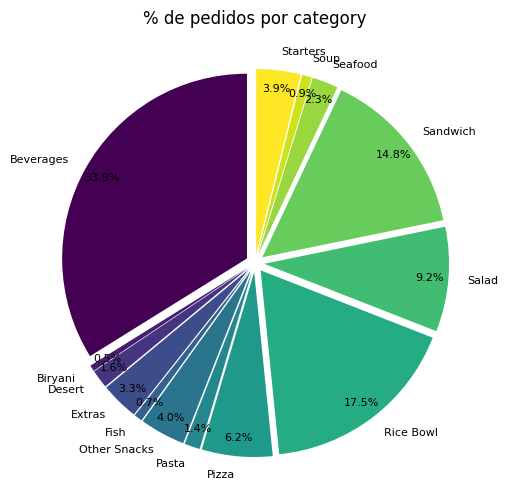 % de pedidos por category
Starters
3.9%
Soup
0.9%
Seafood
2.3%
Sandwich
14.8%
Salad
9.2%
Rice Bowl
17.5%
Pizza
6.2%
Pasta
1.4%
Other Snacks
4.0%
Fish
0.7%
Extras
3.3%
Desert
1.6%
Biryani
0.5%
Beverages
33.9%